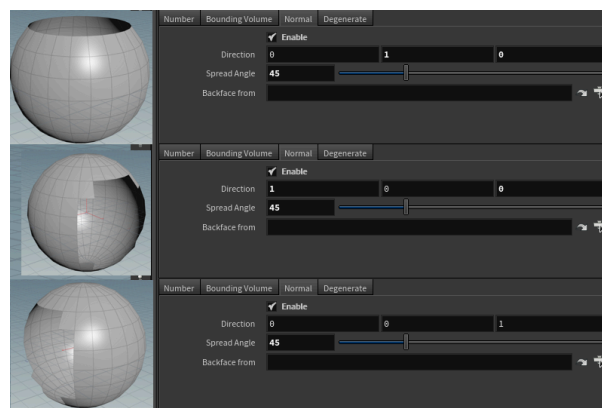 Number Bounding Volume Normal Degenerate
Enable
Direction 0 1 0
Spread Angle 45
Backface from
Number Bounding Volume Normal Degenerate
Enable
Direction 1 0 0
Spread Angle 45
Backface from
Number Bounding Volume Normal Degenerate
Enable
Direction 0 0 1
Spread Angle 45
Backface from